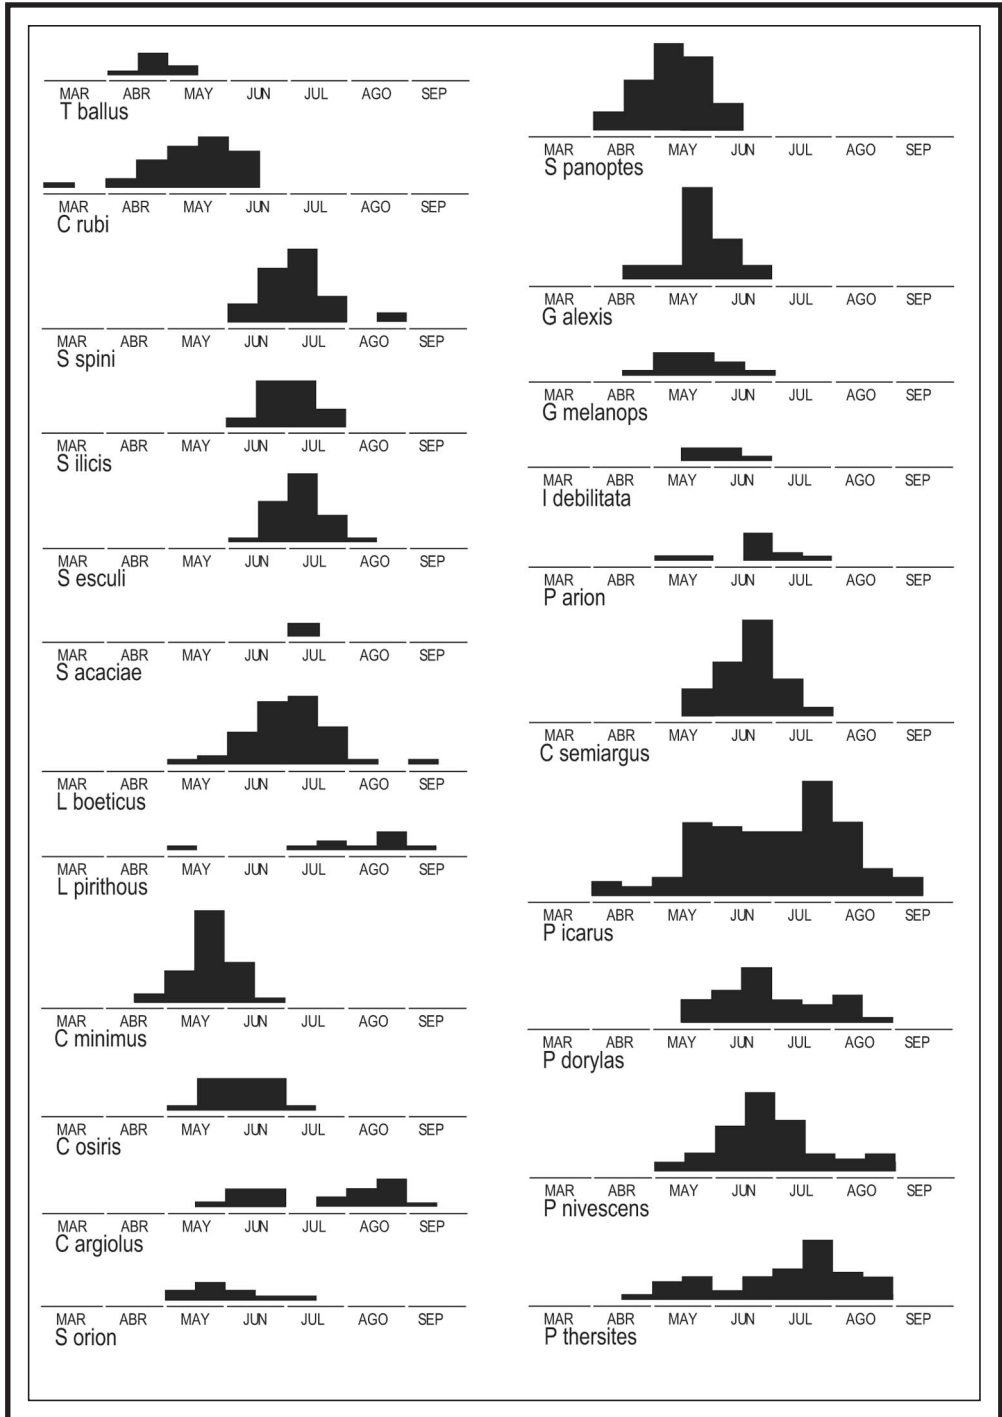 MAR ABR MAY JUN JUL AGO SEP
T ballus
MAR ABR MAY JUN JUL AGO SEP
C rubi
MAR ABR MAY JUN JUL AGO SEP
S spini
MAR ABR MAY JUN JUL AGO SEP
S ilicis
MAR ABR MAY JUN JUL AGO SEP
S esculi
MAR ABR MAY JUN JUL AGO SEP
S acaciae
MAR ABR MAY JUN JUL AGO SEP
L boeticus
MAR ABR MAY JUN JUL AGO SEP
L pirithous
MAR ABR MAY JUN JUL AGO SEP
C minimus
MAR ABR MAY JUN JUL AGO SEP
C osiris
MAR ABR MAY JUN JUL AGO SEP
C argiolus
MAR ABR MAY JUN JUL AGO SEP
S orion
MAR ABR MAY JUN JUL AGO SEP
S panoptes
MAR ABR MAY JUN JUL AGO SEP
G alexis
MAR ABR MAY JUN JUL AGO SEP
G melanops
MAR ABR MAY JUN JUL AGO SEP
I debilitata
MAR ABR MAY JUN JUL AGO SEP
P arion
MAR ABR MAY JUN JUL AGO SEP
C semiargus
MAR ABR MAY JUN JUL AGO SEP
P icarus
MAR ABR MAY JUN JUL AGO SEP
P dorylas
MAR ABR MAY JUN JUL AGO SEP
P nivescens
MAR ABR MAY JUN JUL AGO SEP
P thersites